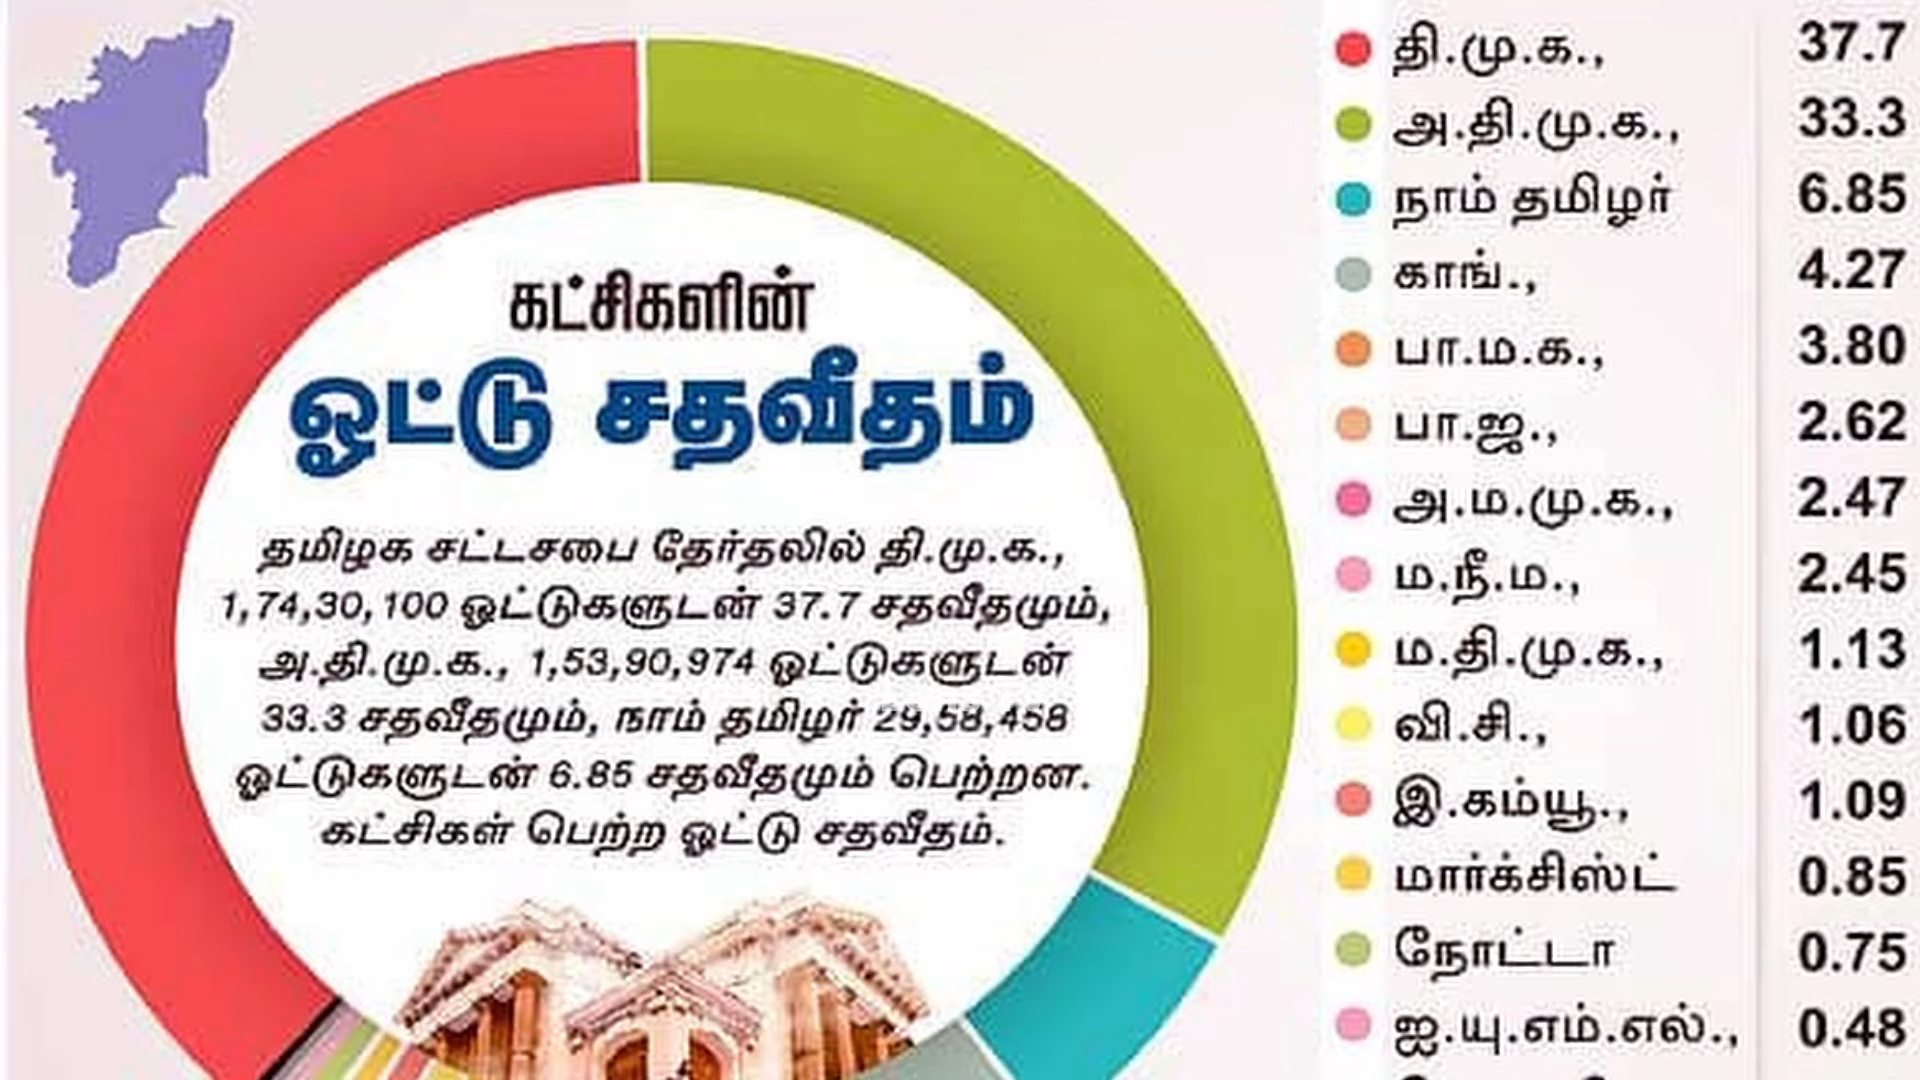 கட்சிகளின்
ஓட்டு சதவீதம்
தமிழக சட்டசபை தேர்தலில் தி.மு.க.,
1,74,30,100 ஓட்டுகளுடன் 37.7 சதவீதமும்,
அ.தி.மு.க., 1,53,90,974 ஓட்டுகளுடன்
33.3 சதவீதமும், நாம் தமிழர் 29,58,458
ஓட்டுகளுடன் 6.85 சதவீதமும் பெற்றன.
கட்சிகள் பெற்ற ஓட்டு சதவீதம்.
தி.மு.க., 37.7
அ.தி.மு.க., 33.3
நாம் தமிழர் 6.85
காங்., 4.27
பா.ம.க., 3.80
பா.ஜ., 2.62
அ.ம.மு.க., 2.47
ம.நீ.ம., 2.45
ம.தி.மு.க., 1.13
வி.சி., 1.06
இ.கம்யூ., 1.09
மார்க்சிஸ்ட் 0.85
நோட்டா 0.75
ஐ.யு.எம்.எல்., 0.48